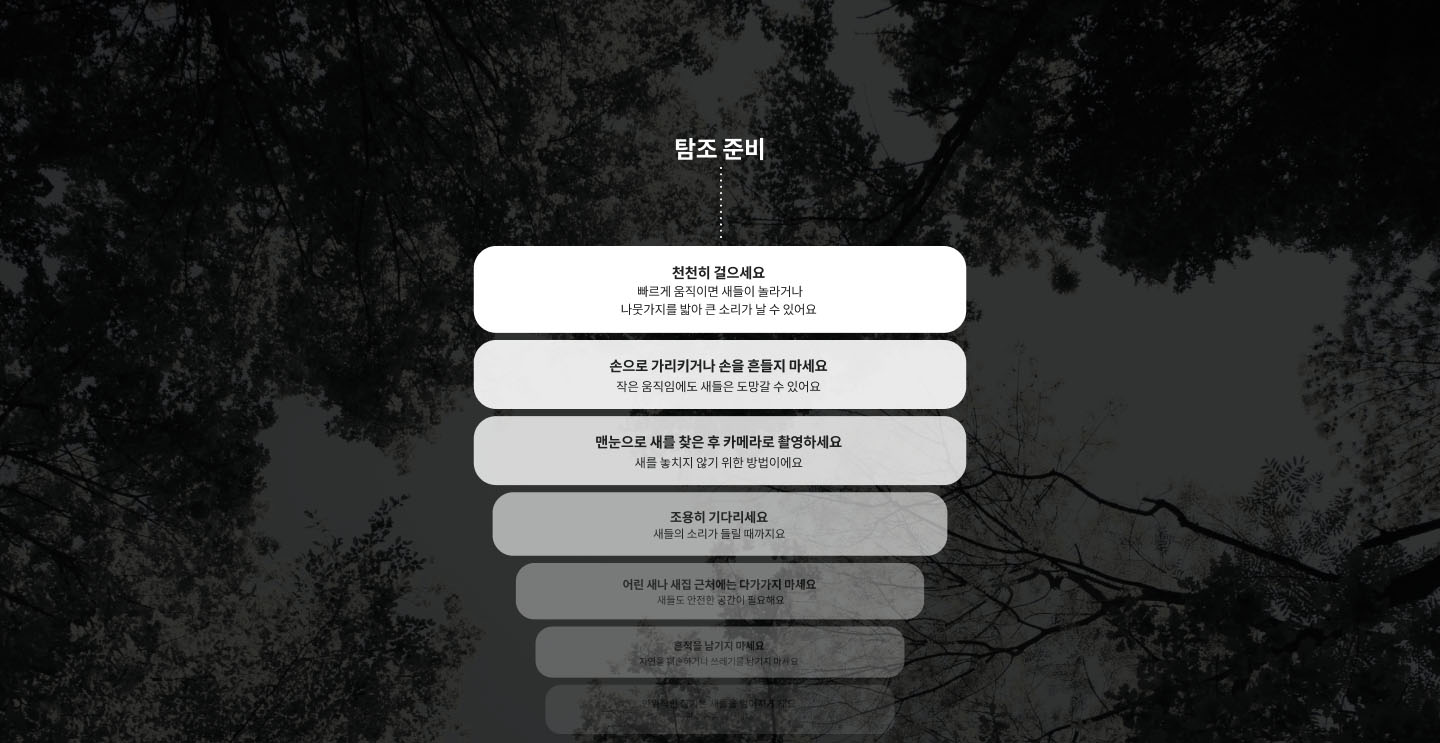 탐조 준비
천천히 걸으세요
빠르게 움직이면 새들이 놀라거나
나뭇가지를 밟아 큰 소리가 날 수 있어요
손으로 가리키거나 손을 흔들지 마세요
작은 움직임에도 새들은 도망갈 수 있어요
맨눈으로 새를 찾은 후 카메라로 촬영하세요
새를 놓치지 않기 위한 방법이에요
조용히 기다리세요
새들의 소리가 들릴 때까지요
어린 새나 새집 근처에는 다가가지 마세요
새들도 안전한 공간이 필요해요
흔적을 남기지 마세요
자연을 훼손하거나 쓰레기를 남기지 마세요